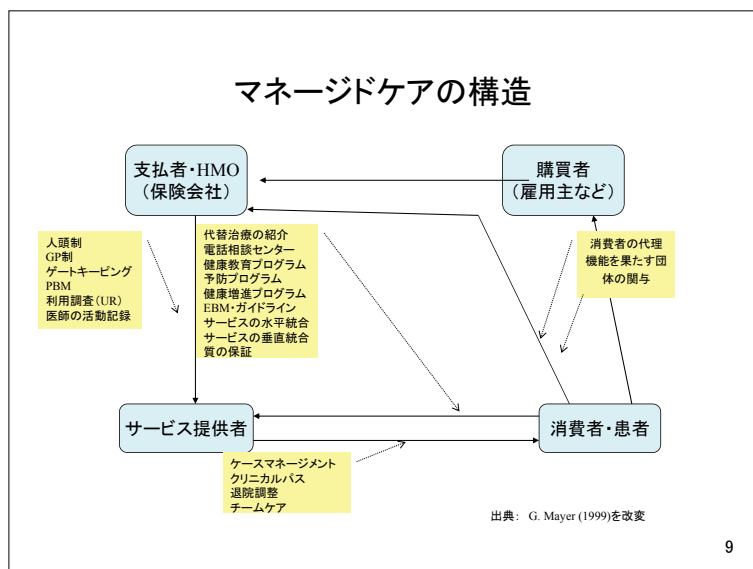 マネージドケアの構造
支払者・HMO
（保険会社）
購買者
（雇用主など）
人頭制
GP制
ゲートキーピング
PBM
利用調査（UR）
医師の活動記録
代替治療の紹介
電話相談センター
健康教育プログラム
予防プログラム
健康増進プログラム
EBM・ガイドライン
サービスの水平統合
サービスの垂直統合
質の保証
消費者の代理
機能を果たす団
体の関与
サービス提供者
消費者・患者
ケースマネージメント
クリニカルパス
退院調整
チームケア
出典： G. Mayer (1999)を改変
9